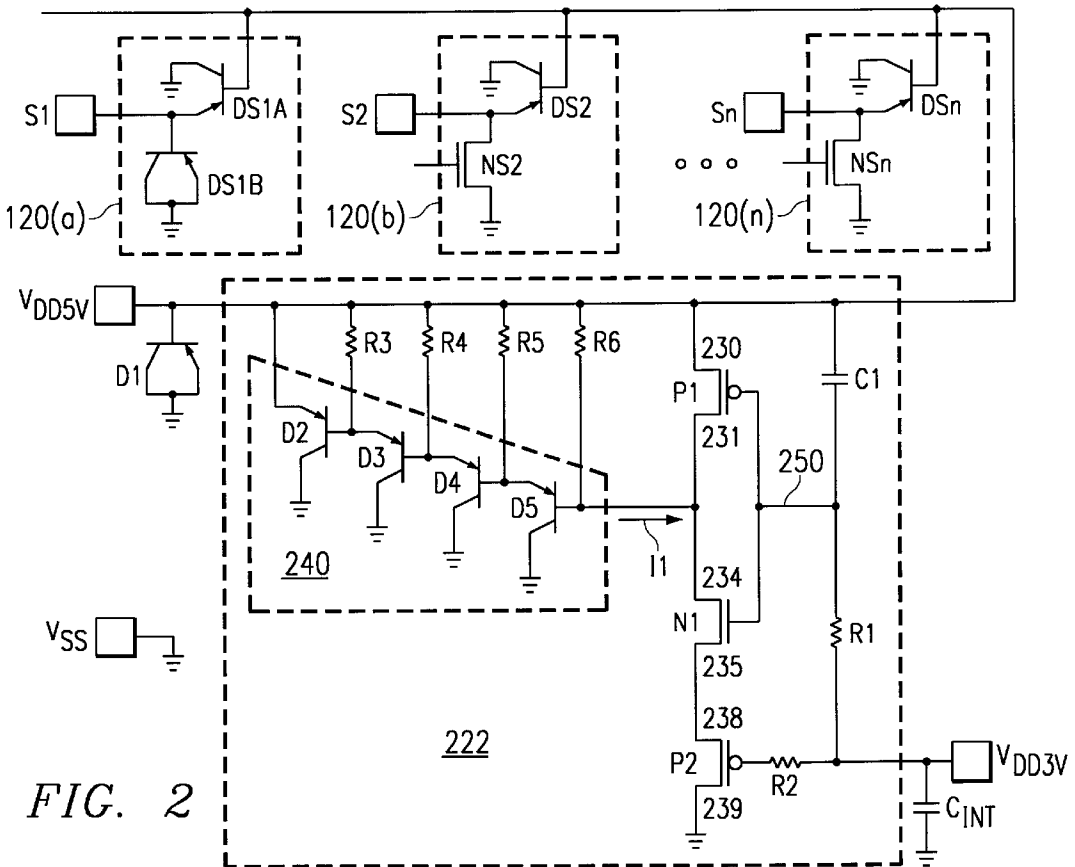 S1
DS1A
DS1B
120(a)
S2
DS2
NS2
120(b)
Sn
DSn
NSn
120(n)
VDD5V
D1
R3
R4
R5
R6
230
P1
231
C1
250
D2
D3
D4
D5
I1
240
234
N1
235
R1
VSS
222
238
P2
239
R2
VDD3V
CINT
FIG. 2